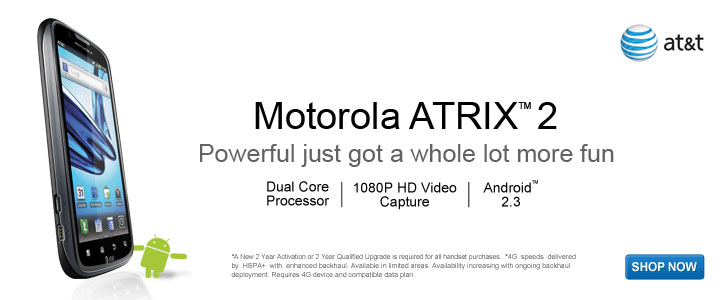 at&t
Motorola ATRIX™ 2
Powerful just got a whole lot more fun
Dual Core
Processor
1080P HD Video
Capture
Android™
2.3
*A New 2 Year Activation or 2 Year Qualified Upgrade is required for all handset purchases. *4G speeds delivered
by HSPA+ with enhanced backhaul. Available in limited areas. Availability increasing with ongoing backhaul
deployment. Requires 4G device and compatible data plan.
SHOP NOW